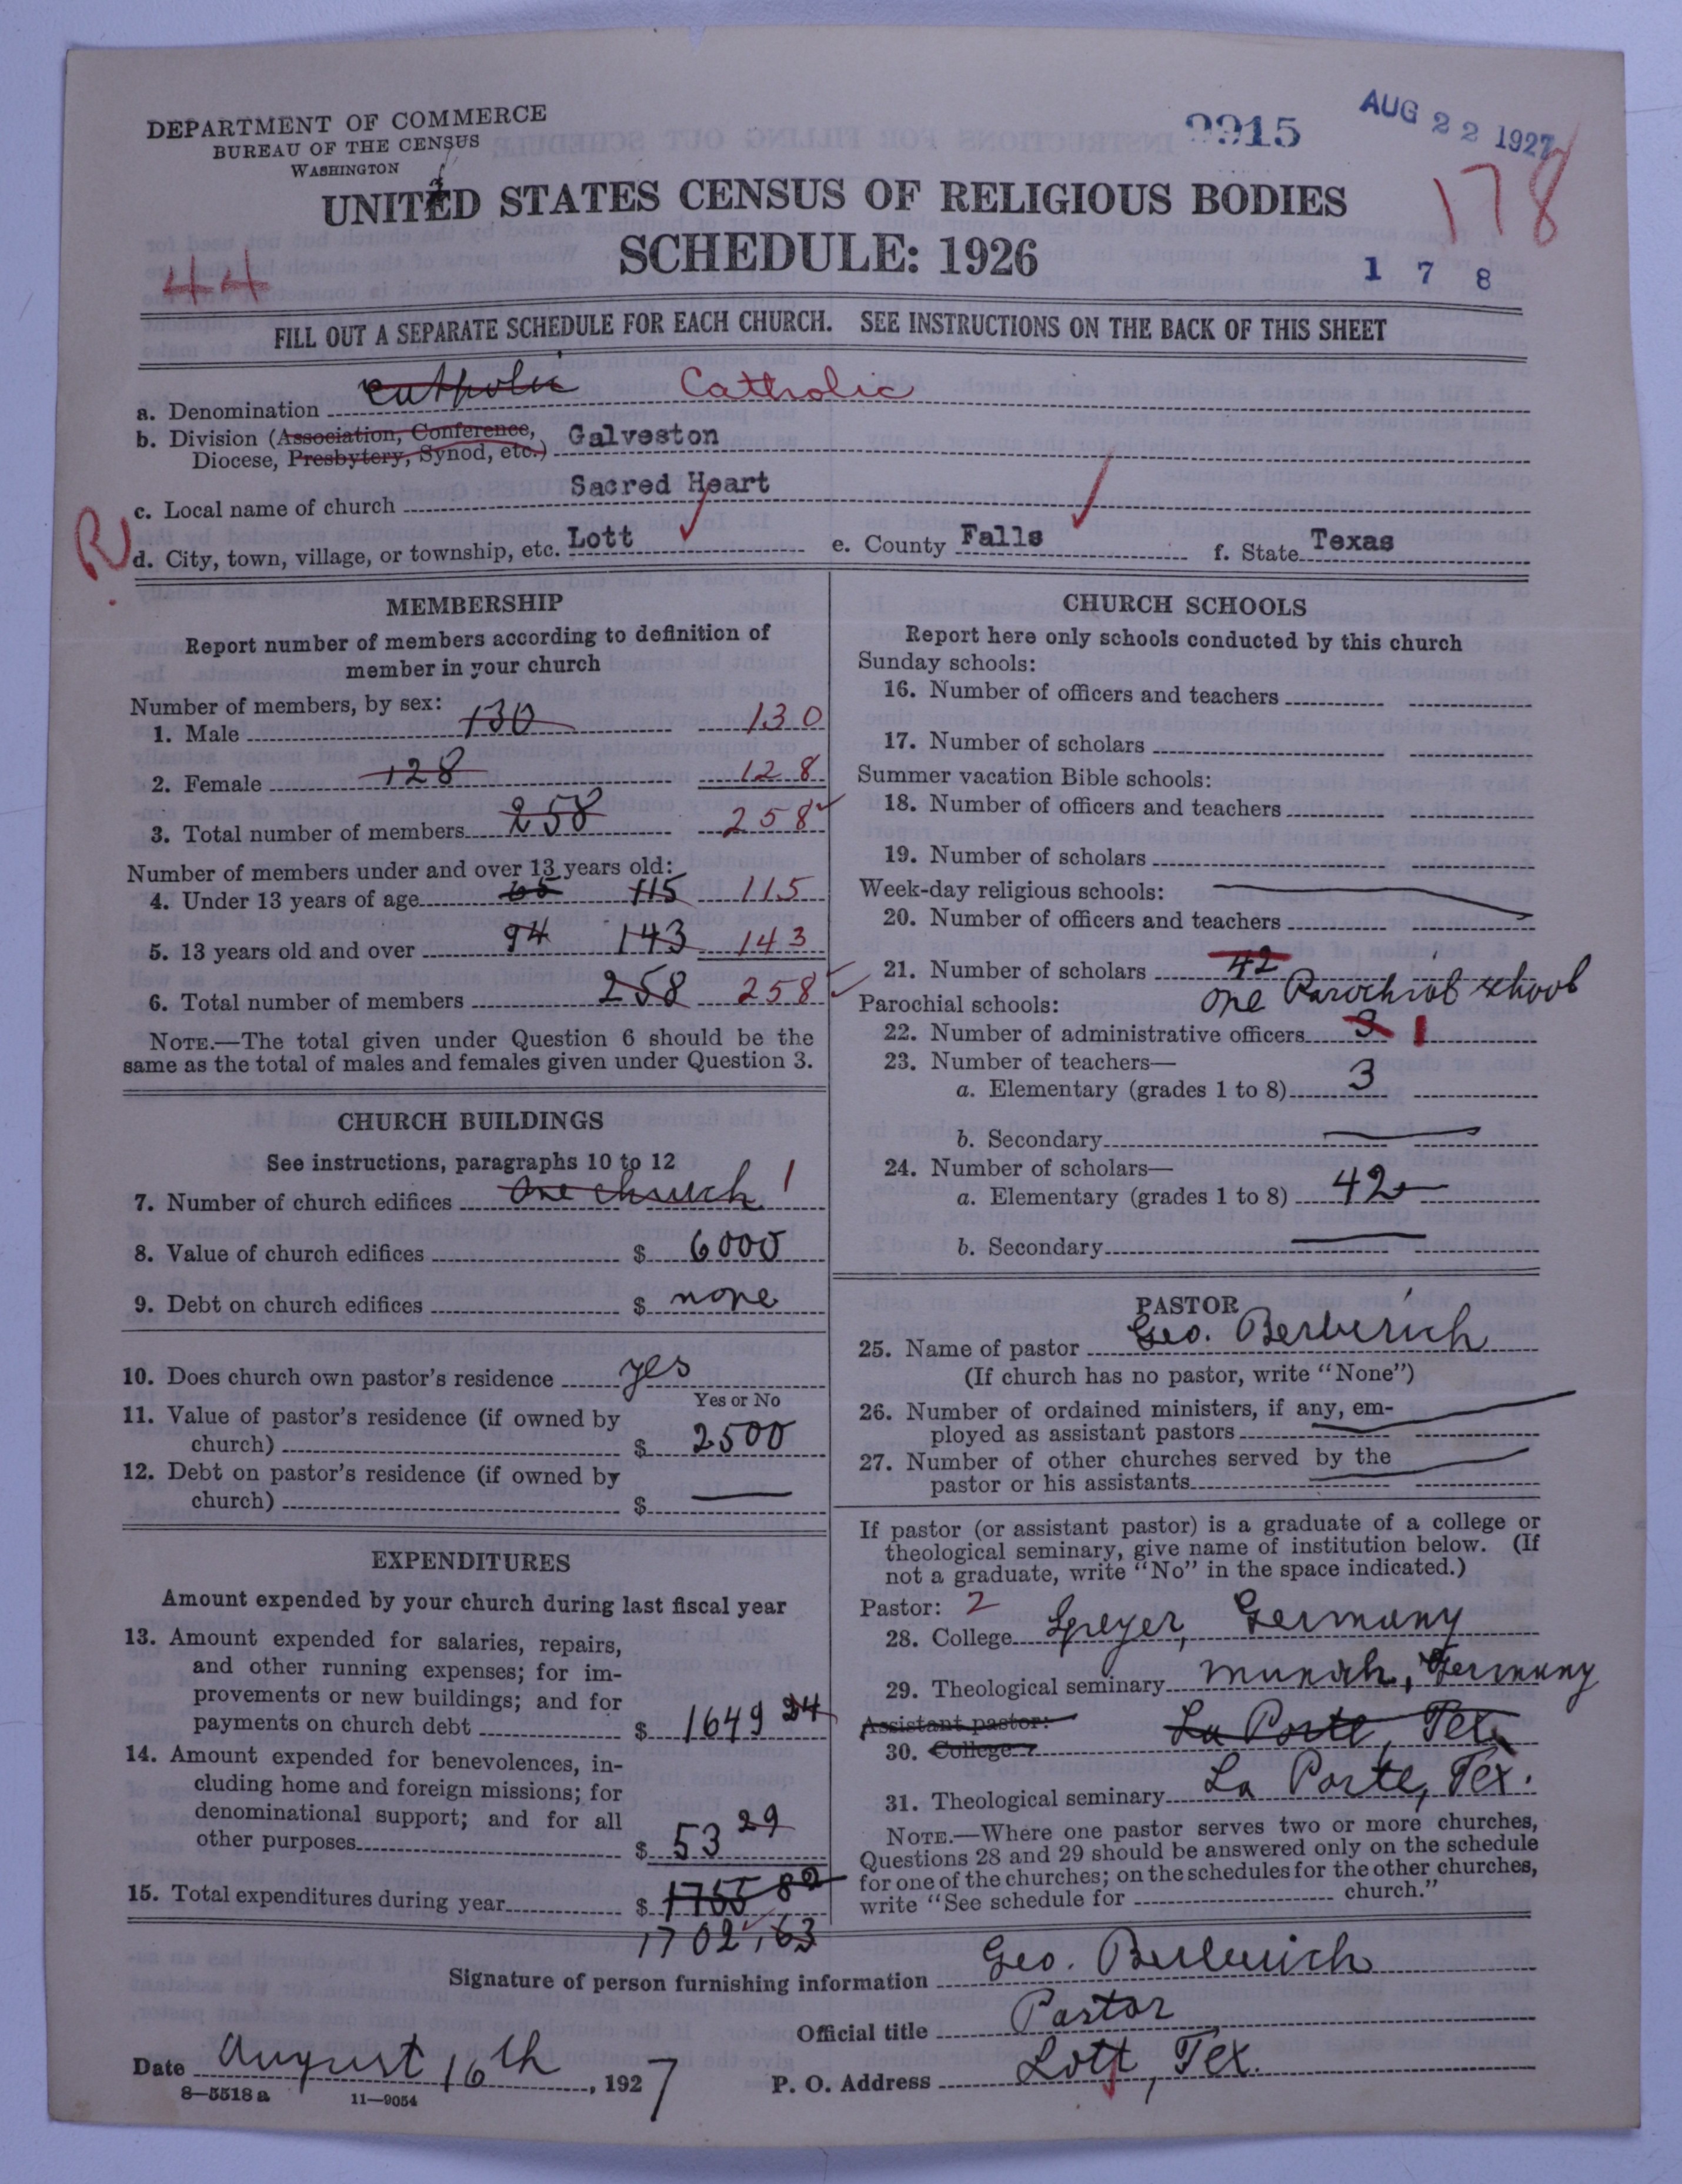 DEPARTMENT OF COMMERCE
BUREAU OF THE CENSUS
WASHINGTON
9915
AUG 22 1927
178
UNITED STATES CENSUS OF RELIGIOUS BODIES
SCHEDULE: 1926
44
1 7 8
FILL OUT A SEPARATE SCHEDULE FOR EACH CHURCH. SEE INSTRUCTIONS ON THE BACK OF THIS SHEET
a. Denomination Catholic Catholic
b. Division (Association, Conference, Diocese, Presbytery, Synod, etc.) Galveston
c. Local name of church Sacred Heart
R
d. City, town, village, or township, etc. Lott e. County Falls f. State Texas
MEMBERSHIP
Report number of members according to definition of
member in your church
Number of members, by sex:
1. Male 130 130
2. Female 128 128
3. Total number of members 258 258
Number of members under and over 13 years old:
4. Under 13 years of age 65 115 115
5. 13 years old and over 94 143 143
6. Total number of members 258 258
NOTE.—The total given under Question 6 should be the
same as the total of males and females given under Question 3.
CHURCH BUILDINGS
See instructions, paragraphs 10 to 12
7. Number of church edifices One church 1
8. Value of church edifices $ 6000
9. Debt on church edifices $ none
10. Does church own pastor's residence yes
Yes or No
11. Value of pastor's residence (if owned by
church) $ 2500
12. Debt on pastor's residence (if owned by
church) $ —
EXPENDITURES
Amount expended by your church during last fiscal year
13. Amount expended for salaries, repairs,
and other running expenses; for im-
provements or new buildings; and for
payments on church debt $ 1649 34
14. Amount expended for benevolences, in-
cluding home and foreign missions; for
denominational support; and for all
other purposes $ 53 29
15. Total expenditures during year $ 1755 82
1702.63
CHURCH SCHOOLS
Report here only schools conducted by this church
Sunday schools:
16. Number of officers and teachers
17. Number of scholars
Summer vacation Bible schools:
18. Number of officers and teachers
19. Number of scholars
Week-day religious schools: —
20. Number of officers and teachers
21. Number of scholars 42
Parochial schools: one Parochial school
22. Number of administrative officers 3 1
23. Number of teachers—
a. Elementary (grades 1 to 8) 3
b. Secondary —
24. Number of scholars—
a. Elementary (grades 1 to 8) 42
b. Secondary —
PASTOR
25. Name of pastor Geo. Berberich
(If church has no pastor, write "None")
26. Number of ordained ministers, if any, em-
ployed as assistant pastors —
27. Number of other churches served by the
pastor or his assistants —
If pastor (or assistant pastor) is a graduate of a college or
theological seminary, give name of institution below. (If
not a graduate, write "No" in the space indicated.)
Pastor: 2
28. College Speyer, Germany
29. Theological seminary Munich, Germany
Assistant pastor:
30. College La Porte, Tex.
31. Theological seminary La Porte, Tex.
NOTE.—Where one pastor serves two or more churches,
Questions 28 and 29 should be answered only on the schedule
for one of the churches; on the schedules for the other churches,
write "See schedule for church."
Signature of person furnishing information Geo. Berberich
Official title Pastor
Date August 16th, 1927 P. O. Address Lott, Tex.
8—5518 a 11—9054